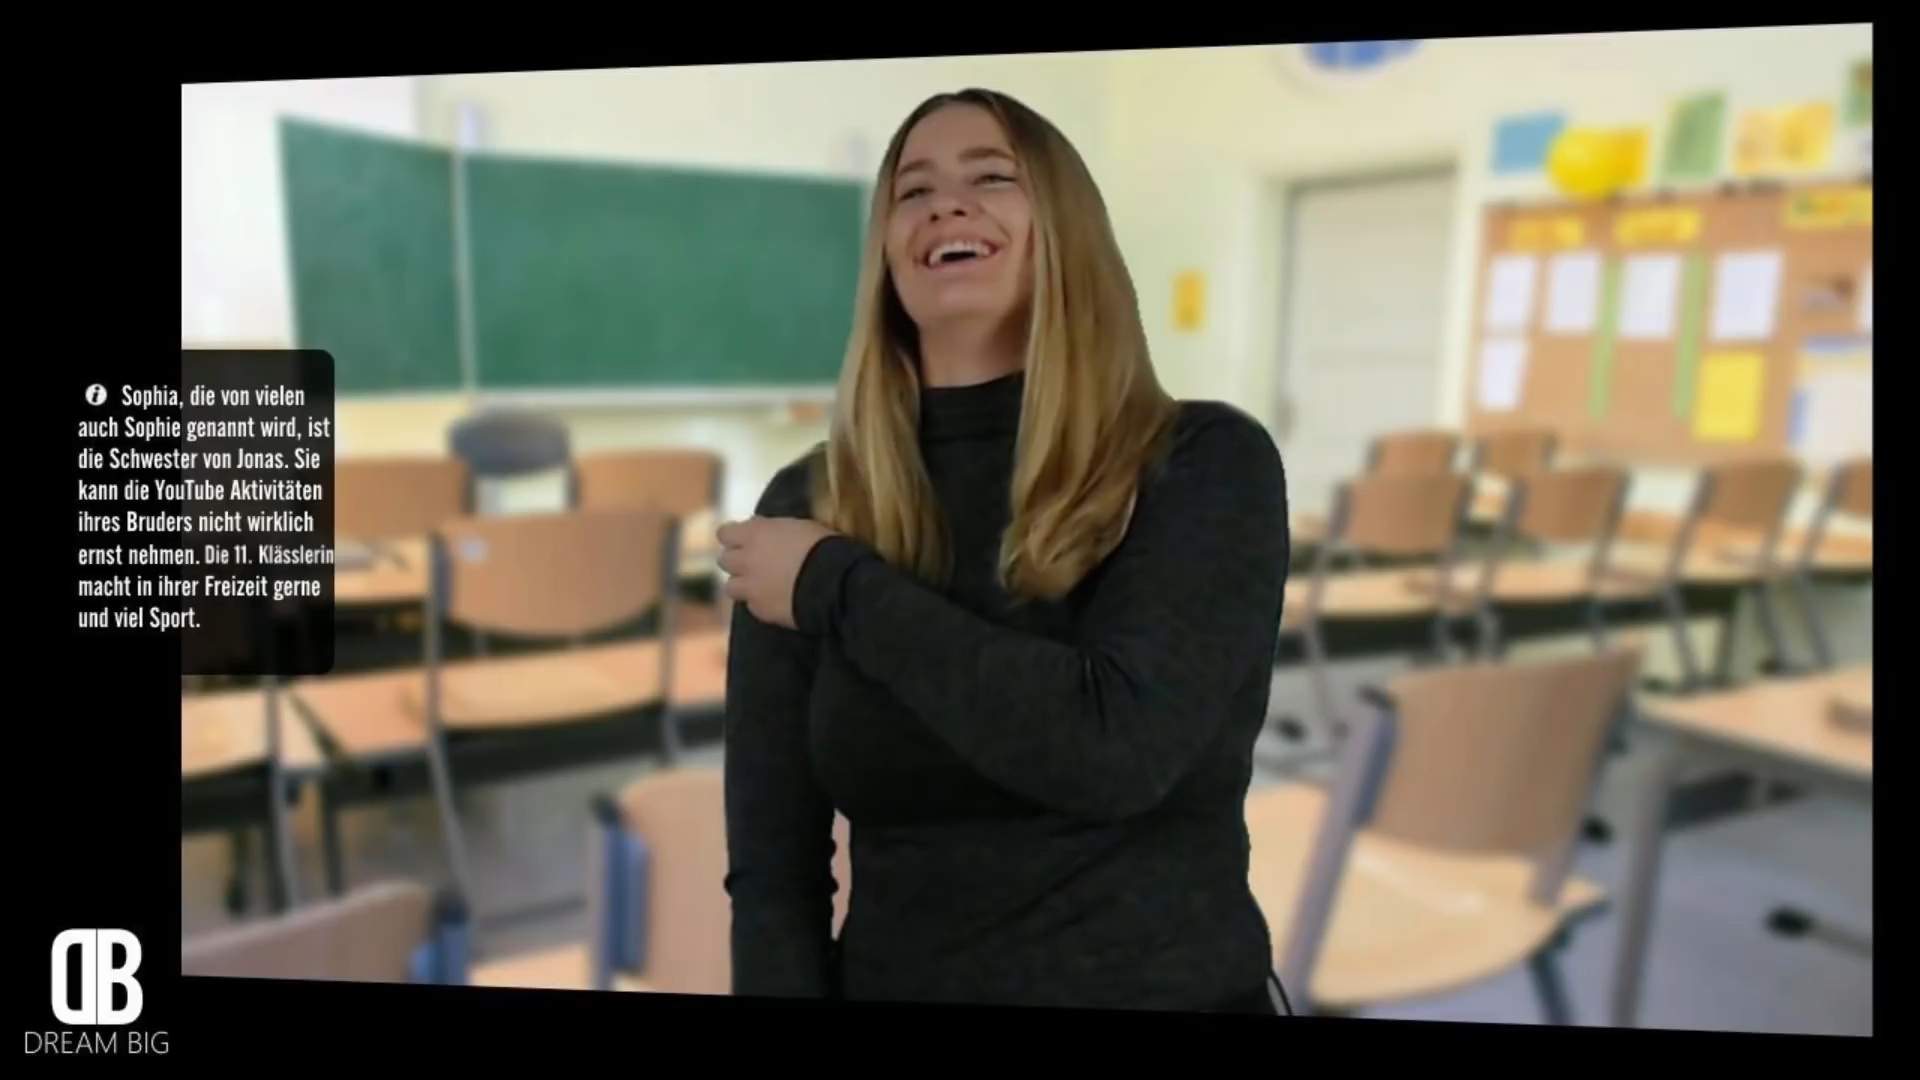 Sophia, die von vielen
auch Sophie genannt wird, ist
die Schwester von Jonas. Sie
kann die YouTube Aktivitäten
ihres Bruders nicht wirklich
ernst nehmen. Die 11. Klässlerin
macht in ihrer Freizeit gerne
und viel Sport.
DB
DREAM BIG